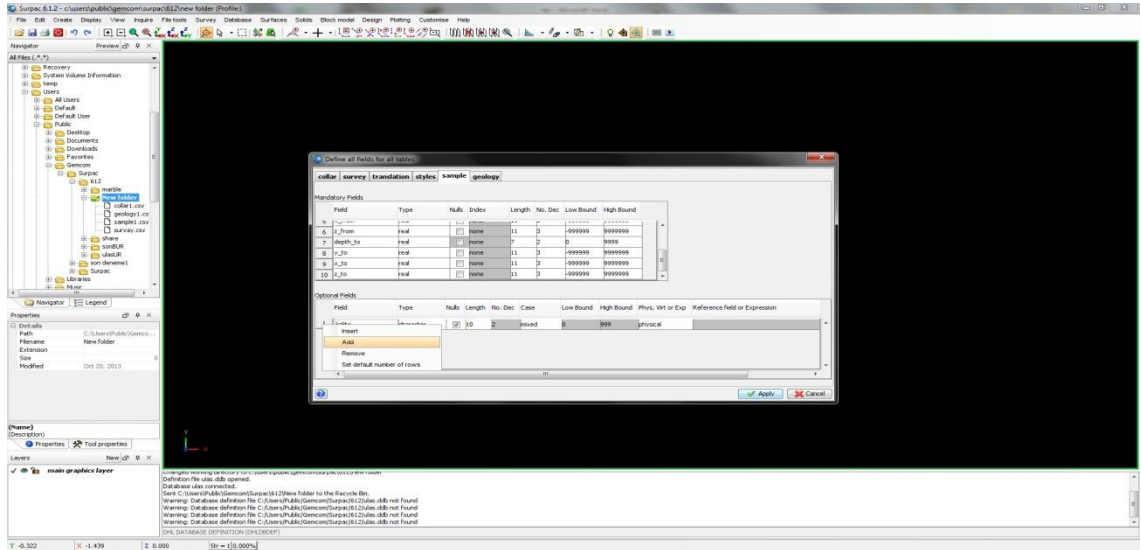 Surpac 6.1.2 - c:\users\public\gemcom\surpac\612\new folder (Profile:)
File Edit Create Display View Inquire File tools Survey Database Surfaces Solids Block model Design Plotting Customise Help
Navigator Preview
All Files (.*.*)
Recovery
System Volume Information
temp
Users
All Users
Default
Default User
Public
Desktop
Documents
Downloads
Favorites
Gemcom
Surpac
612
marble
New folder
collar1.csv
geology1.cs
sample1.csv
survay.csv
share
sonBUR
ulasUR
son deneme1
Surpac
Libraries
Music
Navigator Legend
Properties
Details
Path C:\Users\Public\Gemco...
Filename New folder
Extension
Size 0
Modified Oct 20, 2013
(Name)
(Description)
Properties Tool properties
Layers New
main graphics layer
Define all fields for all tables
collar survey translation styles sample geology
Mandatory Fields
Field Type Nulls Index Length No. Dec Low Bound High Bound
6 z_from real none 11 3 -999999 9999999
7 depth_to real none 7 2 0 9999
8 y_to real none 11 3 -999999 9999999
9 x_to real none 11 3 -999999 9999999
10 z_to real none 11 3 -999999 9999999
Optional Fields
Field Type Nulls Length No. Dec Case Low Bound High Bound Phys, Vrt or Exp Reference field or Expression
1 character 10 2 mixed 0 999 physical
Insert
Add
Remove
Set default number of rows
Apply Cancel
Y
X
Definition file ulas.ddb opened.
Database ulas connected.
Sent C:\Users\Public\Gemcom\Surpac\612\New folder to the Recycle Bin.
Warning: Database definition file C:/Users/Public/Gemcom/Surpac/612/ulas.ddb not found
Warning: Database definition file C:/Users/Public/Gemcom/Surpac/612/ulas.ddb not found
Warning: Database definition file C:/Users/Public/Gemcom/Surpac/612/ulas.ddb not found
Warning: Database definition file C:/Users/Public/Gemcom/Surpac/612/ulas.ddb not found
DHL DATABASE DEFINITION (DHLDBDEF)
Y -0.322 X -1.439 Z 0.000 Str = 1 0.000%